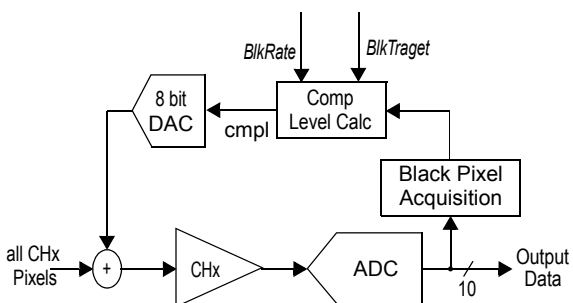 BlkRate
BlkTraget
8 bit
DAC
cmpl
Comp
Level Calc
Black Pixel
Acquisition
all CHx
Pixels
+
CHx
ADC
10
Output
Data